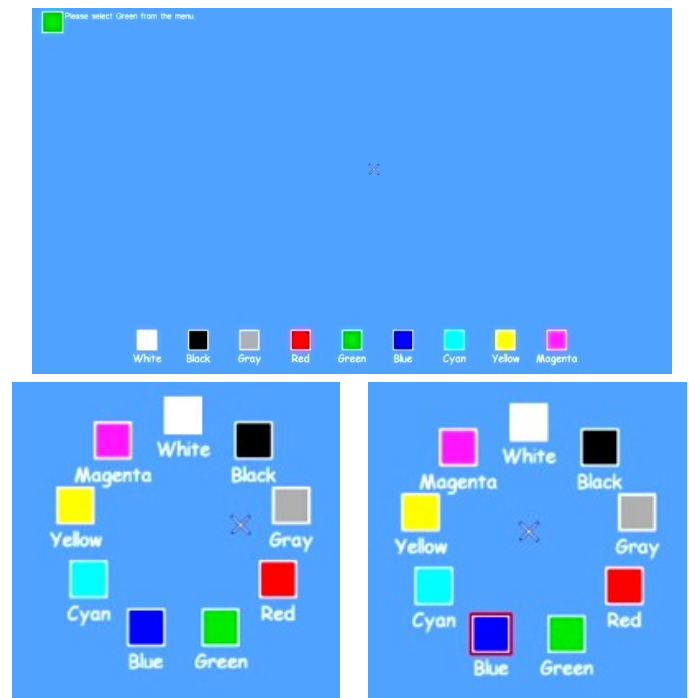 Please select Green from the menu.
White Black Gray Red Green Blue Cyan Yellow Magenta
White
Magenta Black
Yellow Gray
Cyan Red
Blue Green
White
Magenta Black
Yellow Gray
Cyan Red
Blue Green